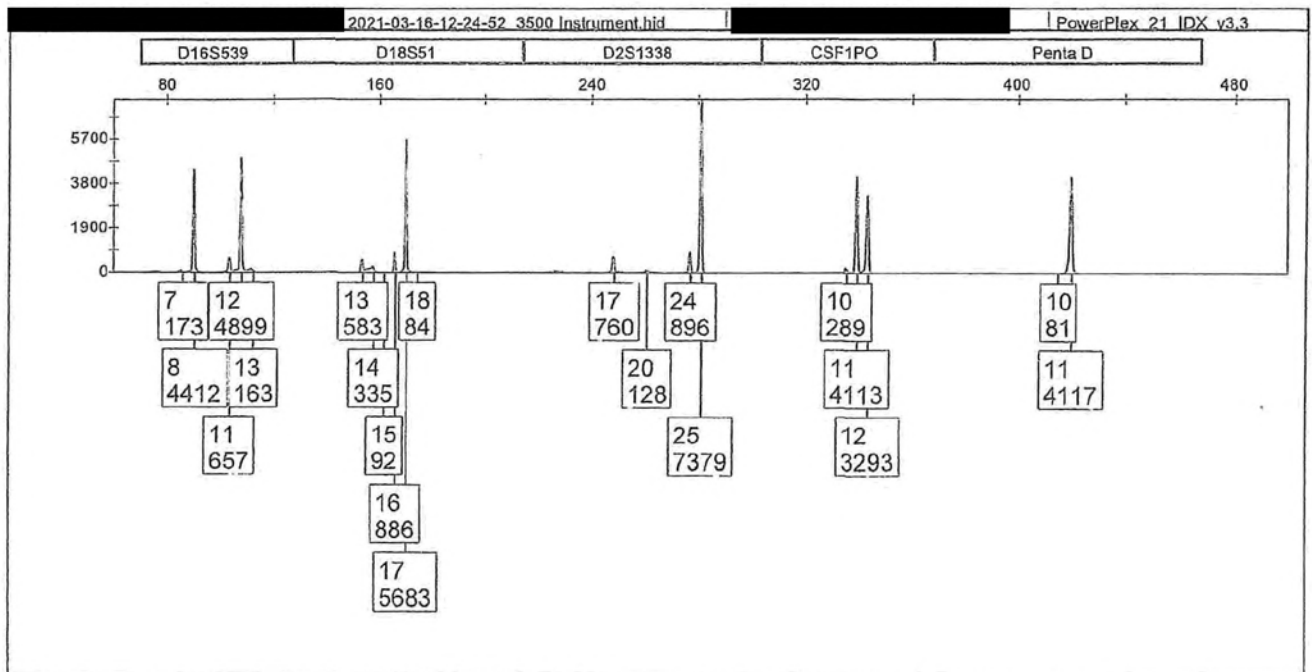 2021-03-16-12-24-52_3500 Instrument.hid PowerPlex_21_IDX_v3.3
D16S539 D18S51 D2S1338 CSF1PO Penta D
80 160 240 320 400 480
5700
3800
1900
0
7 12 13 18 17 24 10 10
173 4899 583 84 760 896 289 81
8 13 14 20 11 11
4412 163 335 128 4113 4117
11 15 25 12
657 92 7379 3293
16
886
17
5683